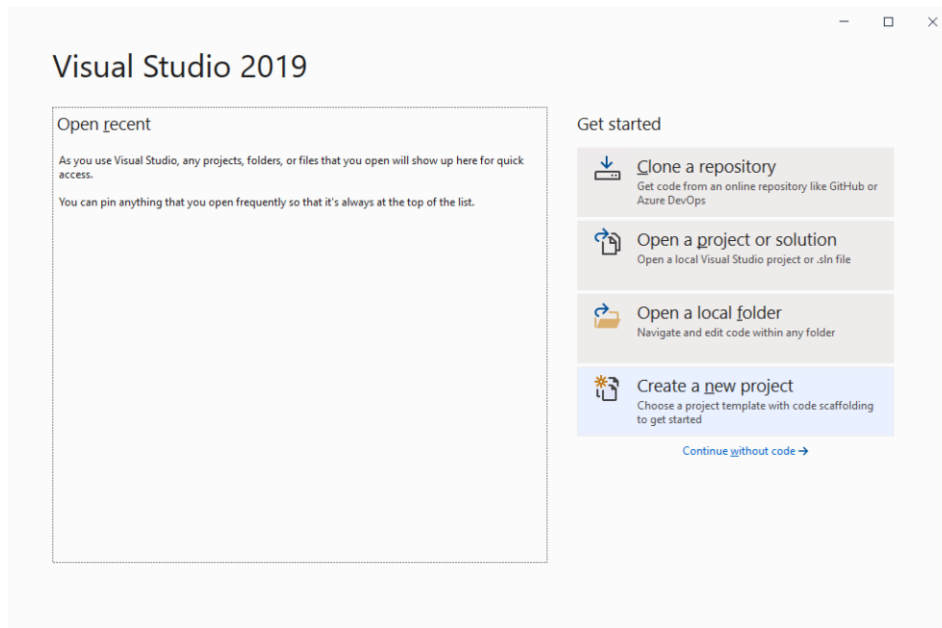 Visual Studio 2019
Open recent
As you use Visual Studio, any projects, folders, or files that you open will show up here for quick
access.
You can pin anything that you open frequently so that it's always at the top of the list.
Get started
Clone a repository
Get code from an online repository like GitHub or
Azure DevOps
Open a project or solution
Open a local Visual Studio project or .sln file
Open a local folder
Navigate and edit code within any folder
Create a new project
Choose a project template with code scaffolding
to get started
Continue without code →